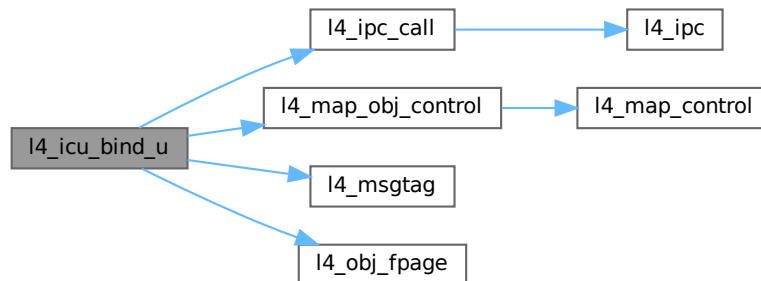 l4_ipc_call
l4_ipc
l4_map_obj_control
l4_map_control
l4_icu_bind_u
l4_msgtag
l4_obj_fpage